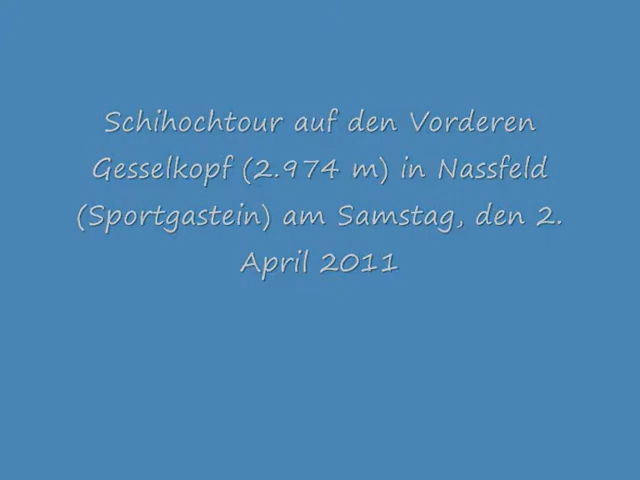 Schihochtour auf den Vorderen
Gesselkopf (2.974 m) in Nassfeld
(Sportgastein) am Samstag, den 2.
April 2011